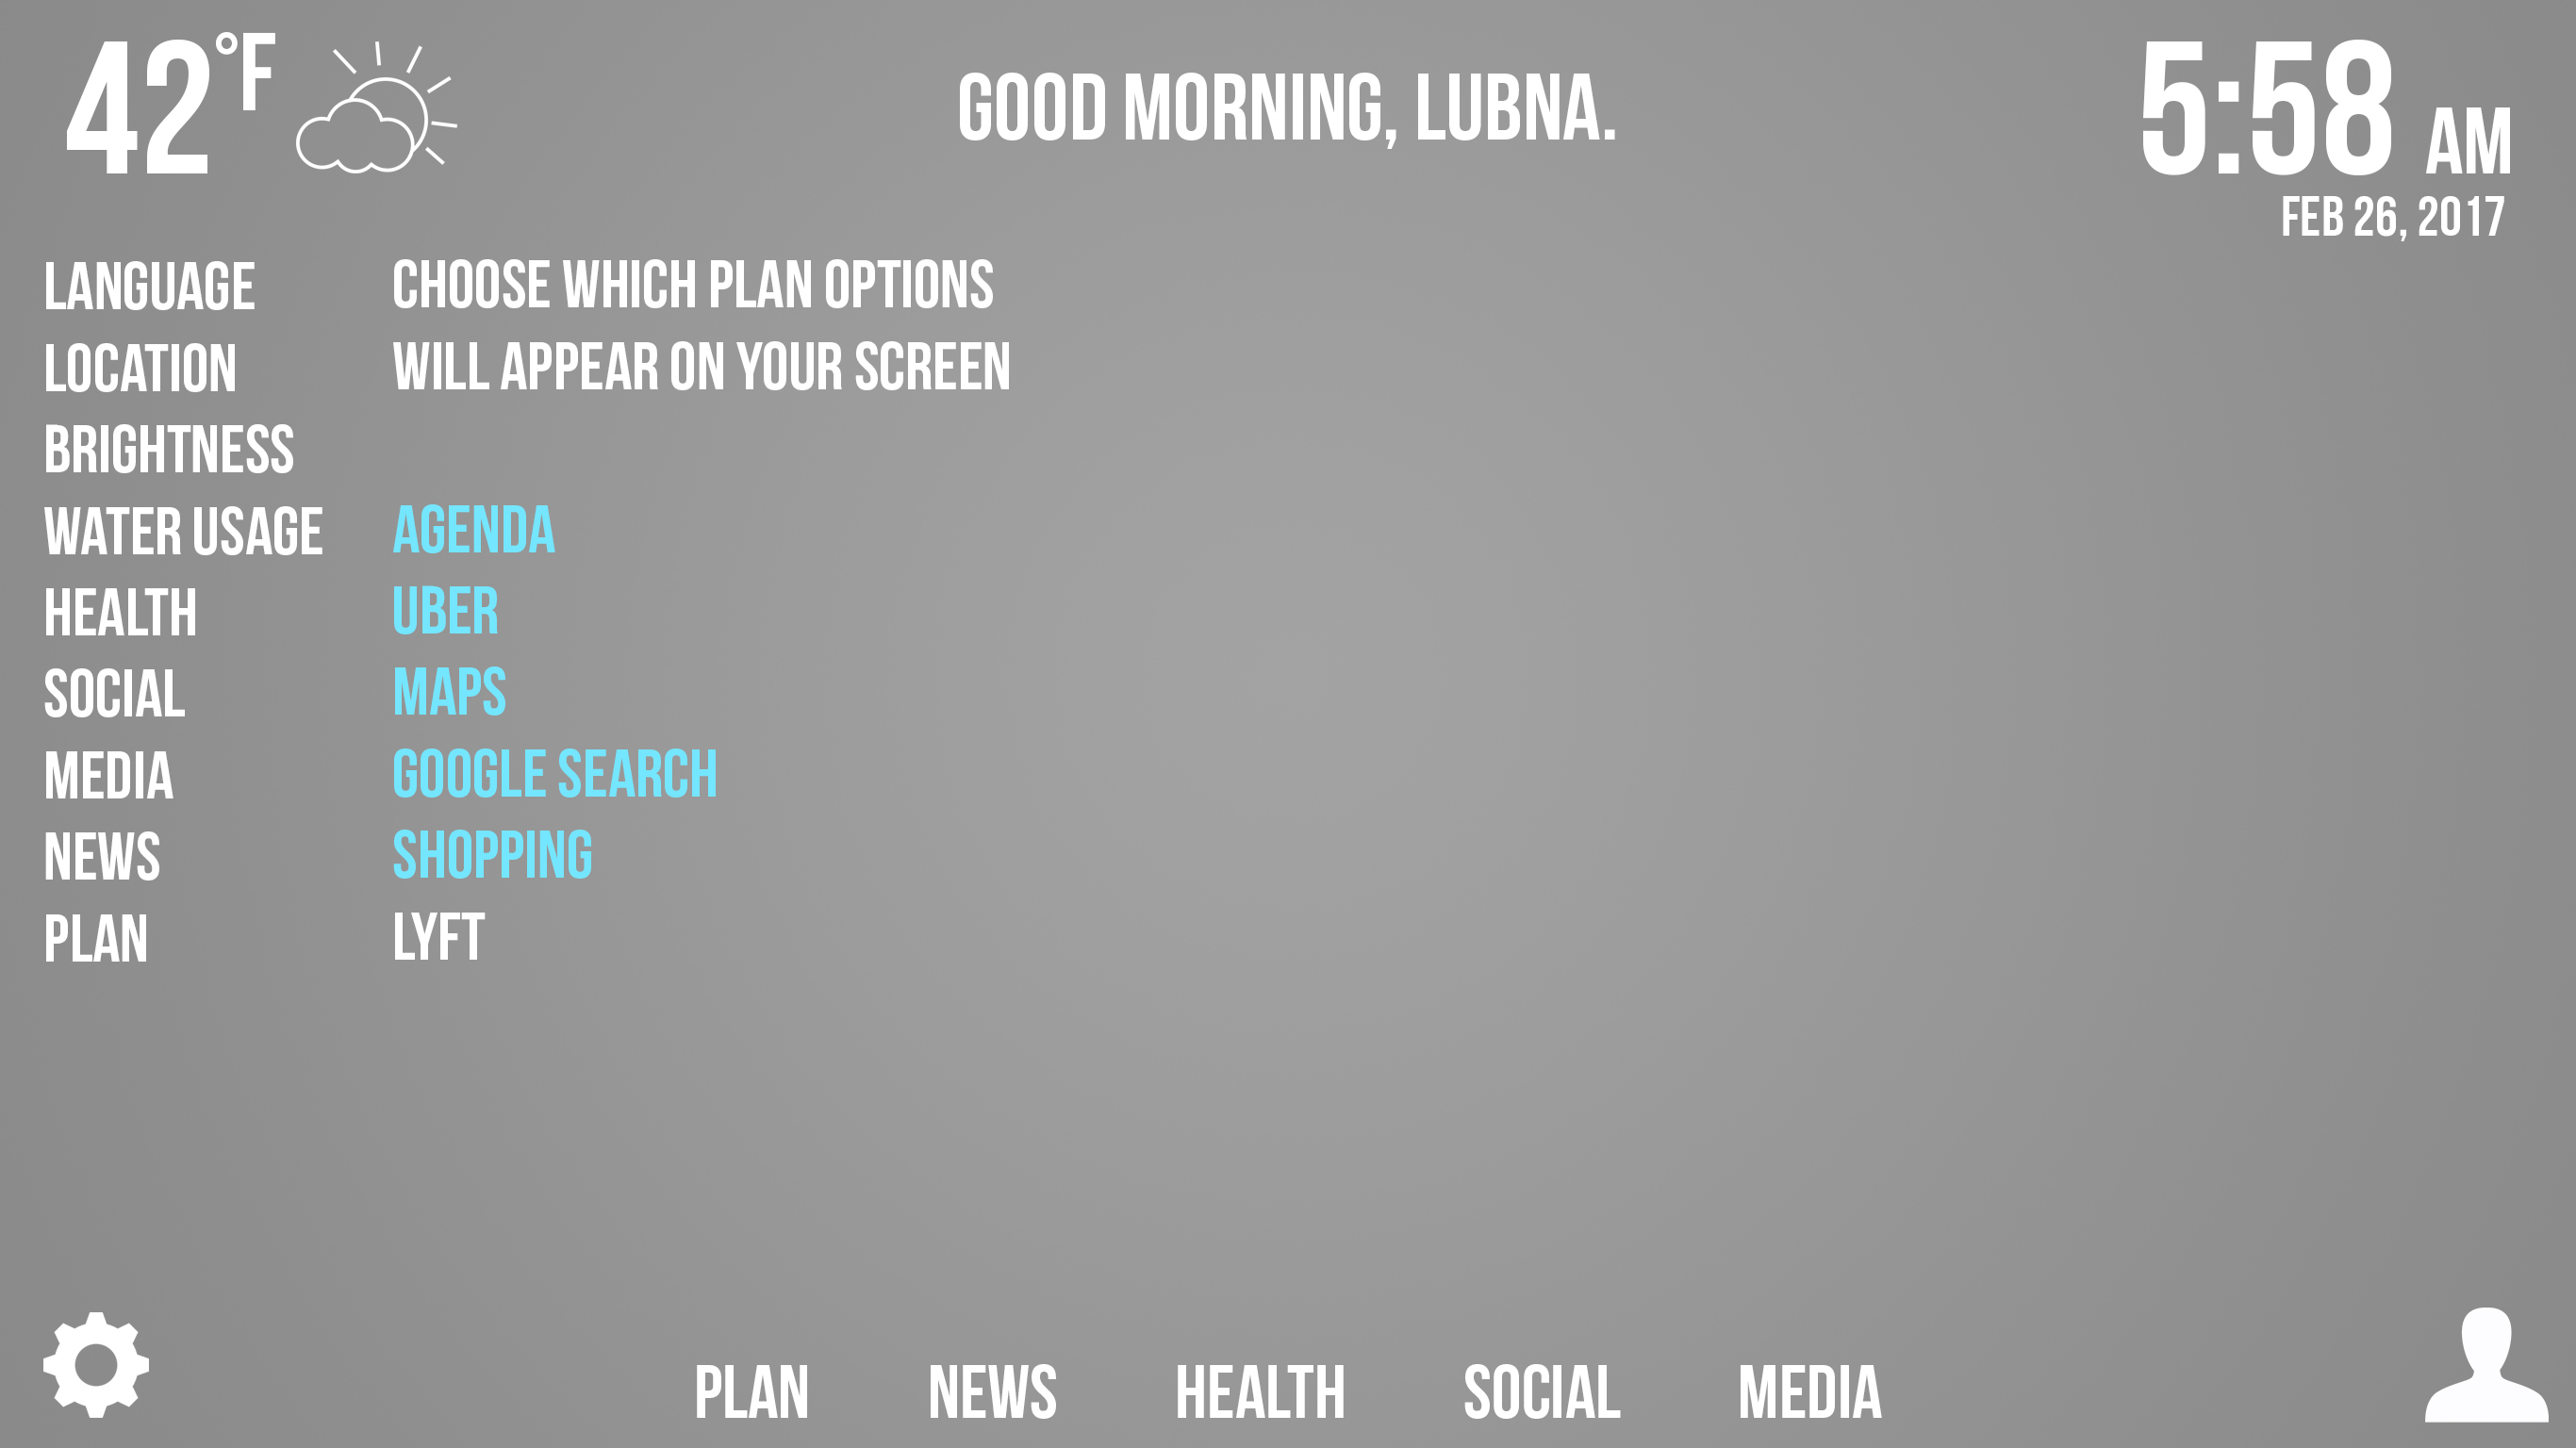 42°F
GOOD MORNING, LUBNA.
5:58 AM
FEB 26, 2017
LANGUAGE
LOCATION
BRIGHTNESS
WATER USAGE
HEALTH
SOCIAL
MEDIA
NEWS
PLAN
CHOOSE WHICH PLAN OPTIONS
WILL APPEAR ON YOUR SCREEN
AGENDA
UBER
MAPS
GOOGLE SEARCH
SHOPPING
LYFT
PLAN NEWS HEALTH SOCIAL MEDIA